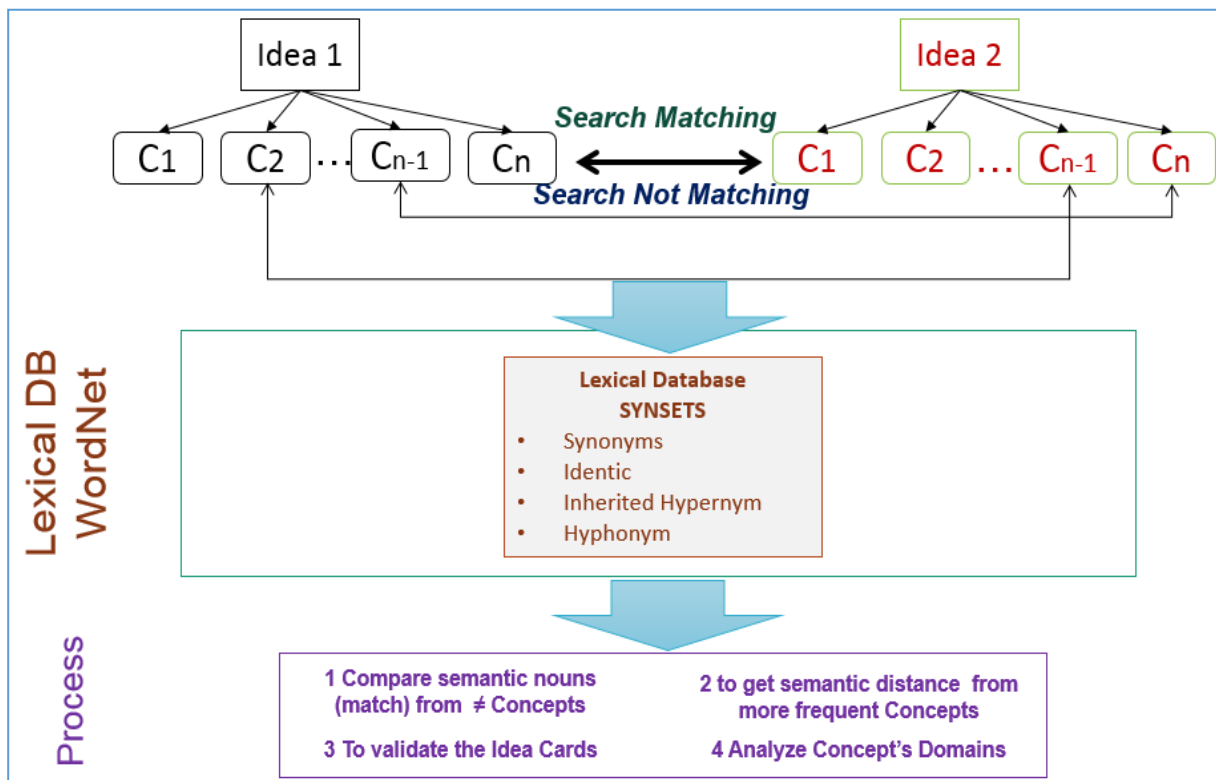 Idea 1
Idea 2
Search Matching
C1
C2
...
Cn-1
Cn
C1
C2
...
Cn-1
Cn
Search Not Matching
Lexical DB
WordNet
Lexical Database
SYNSETS
• Synonyms
• Identic
• Inherited Hypernym
• Hyphonym
Process
1 Compare semantic nouns
(match) from ≠ Concepts
2 to get semantic distance from
more frequent Concepts
3 To validate the Idea Cards
4 Analyze Concept's Domains